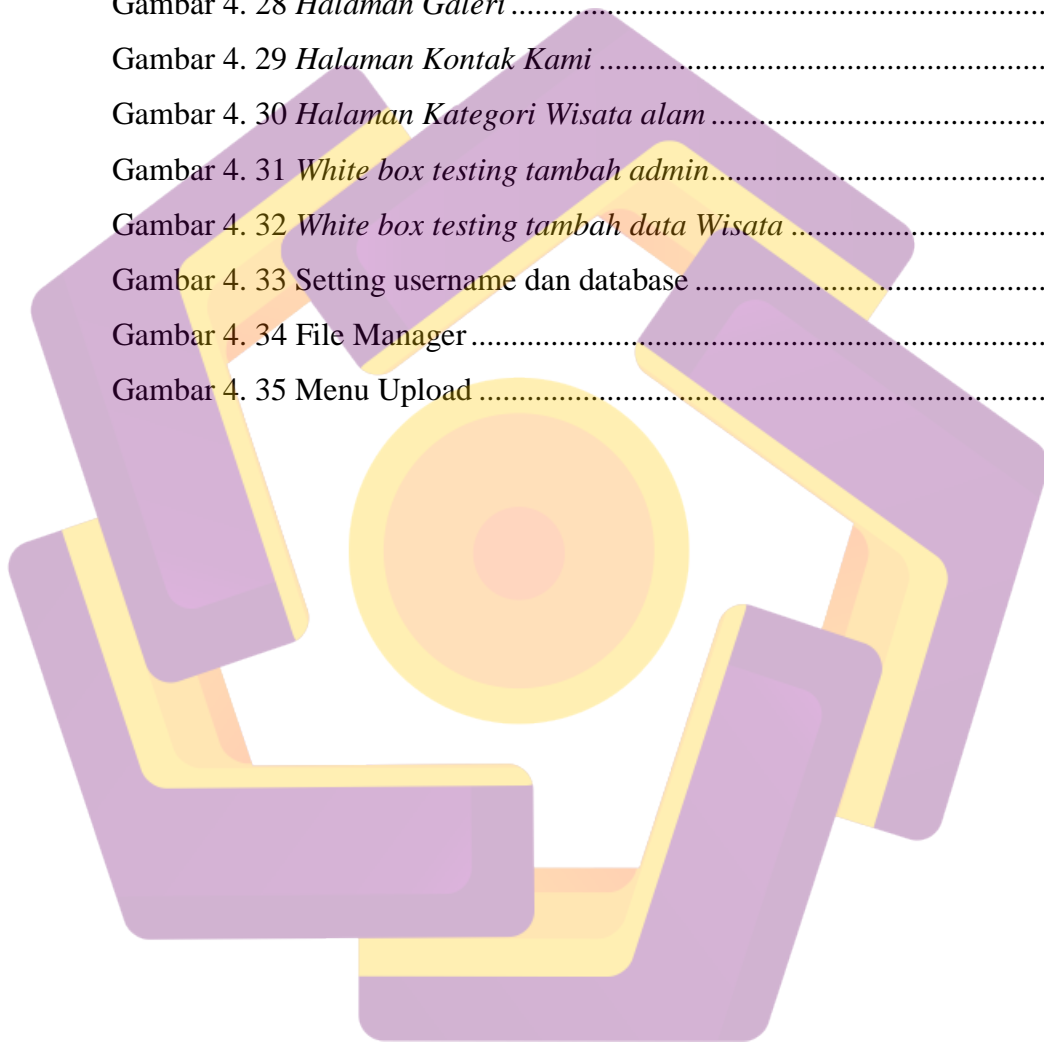 Gambar 4. 28 Halaman Galeri ............................................................
Gambar 4. 29 Halaman Kontak Kami ..................................................
Gambar 4. 30 Halaman Kategori Wisata alam ......................................
Gambar 4. 31 White box testing tambah admin.....................................
Gambar 4. 32 White box testing tambah data Wisata ............................
Gambar 4. 33 Setting username dan database ......................................
Gambar 4. 34 File Manager ................................................................
Gambar 4. 35 Menu Upload ...............................................................